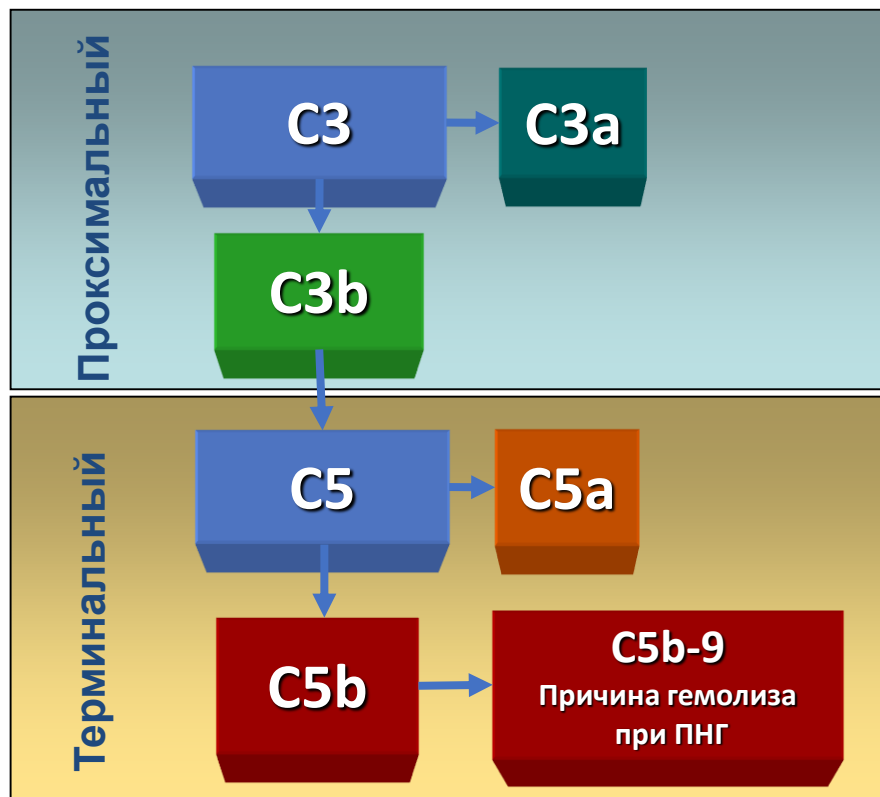 Проксимальный
C3
C3a
C3b
Терминальный
C5
C5a
C5b
C5b-9
Причина гемолиза
при ПНГ